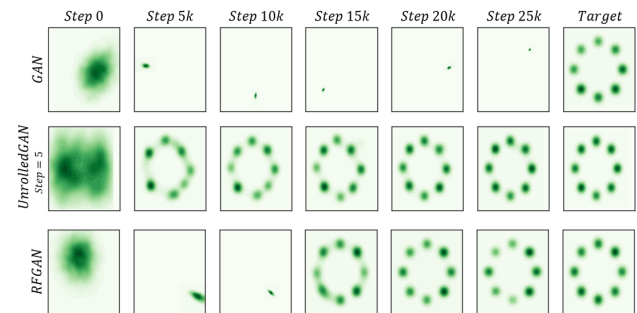 Step 0 Step 5k Step 10k Step 15k Step 20k Step 25k Target
GAN
UnrolledGAN
Step = 5
RFGAN